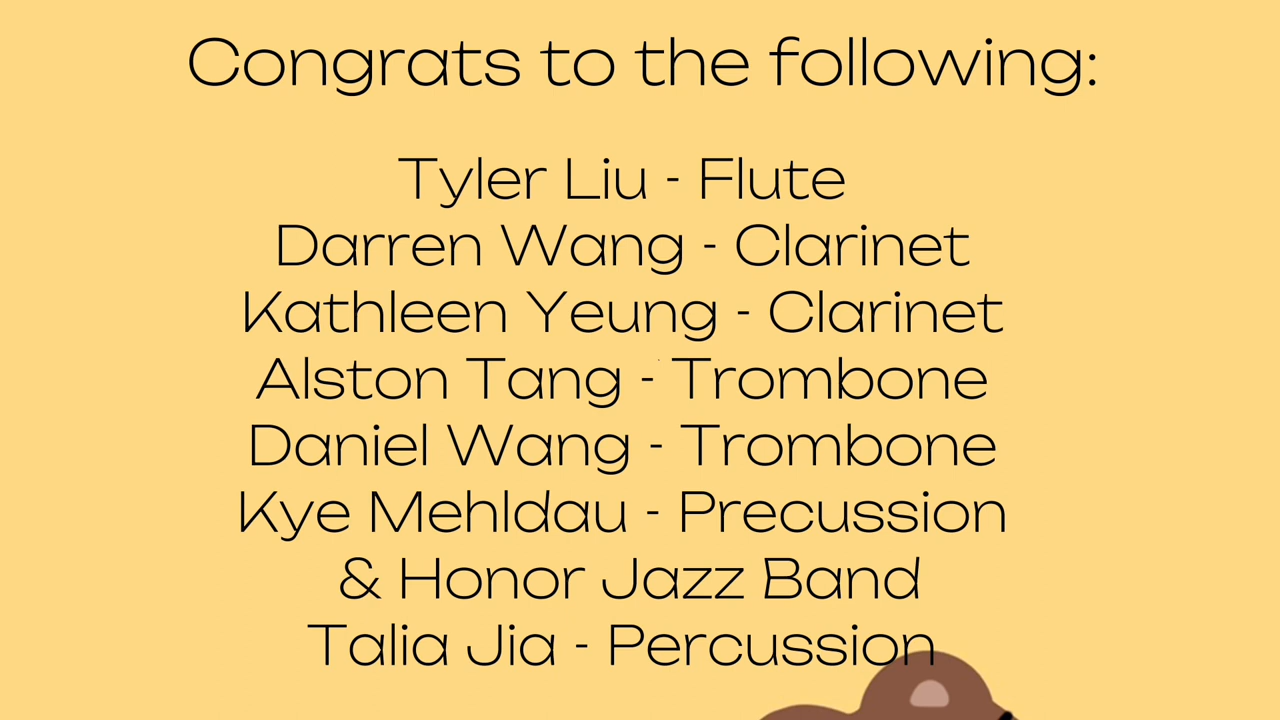 Congrats to the following:
Tyler Liu - Flute
Darren Wang - Clarinet
Kathleen Yeung - Clarinet
Alston Tang - Trombone
Daniel Wang - Trombone
Kye Mehldau - Precussion
& Honor Jazz Band
Talia Jia - Percussion